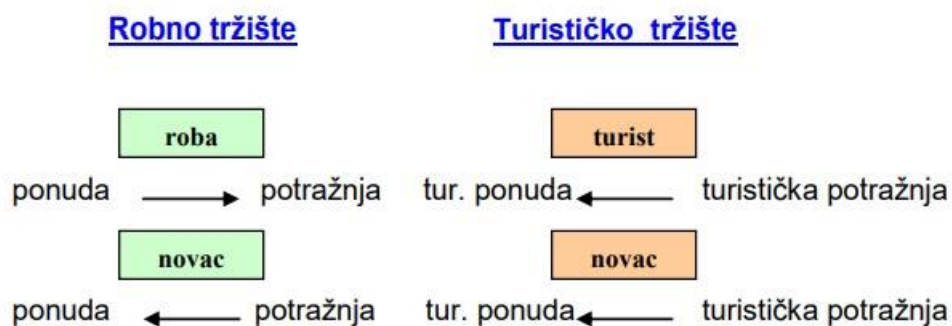 Robno tržište
Turističko tržište
roba
turist
ponuda potražnja
tur. ponuda turistička potražnja
novac
novac
ponuda potražnja
tur. ponuda turistička potražnja